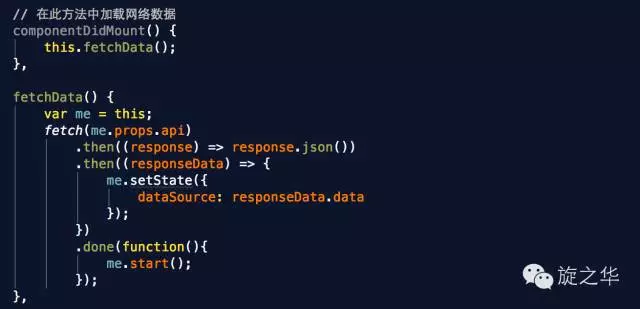 // 在此方法中加载网络数据
componentDidMount() {
    this.fetchData();
},

fetchData() {
    var me = this;
    fetch(me.props.api)
        .then((response) => response.json())
        .then((responseData) => {
            me.setState({
                dataSource: responseData.data
            });
        })
        .done(function(){
            me.start();
        });
},
旋之华